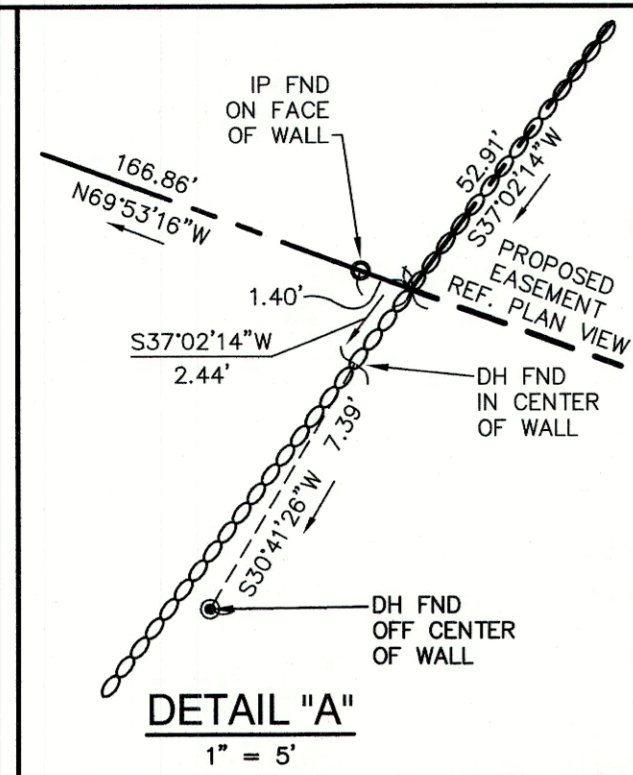 IP FND
ON FACE
OF WALL
166.86'
N69°53'16"W
52.91'
S37°02'14"W
PROPOSED
EASEMENT
REF. PLAN VIEW
1.40'
S37°02'14"W
2.44'
DH FND
IN CENTER
OF WALL
7.39'
S30°41'26"W
DH FND
OFF CENTER
OF WALL
DETAIL "A"
1" = 5'